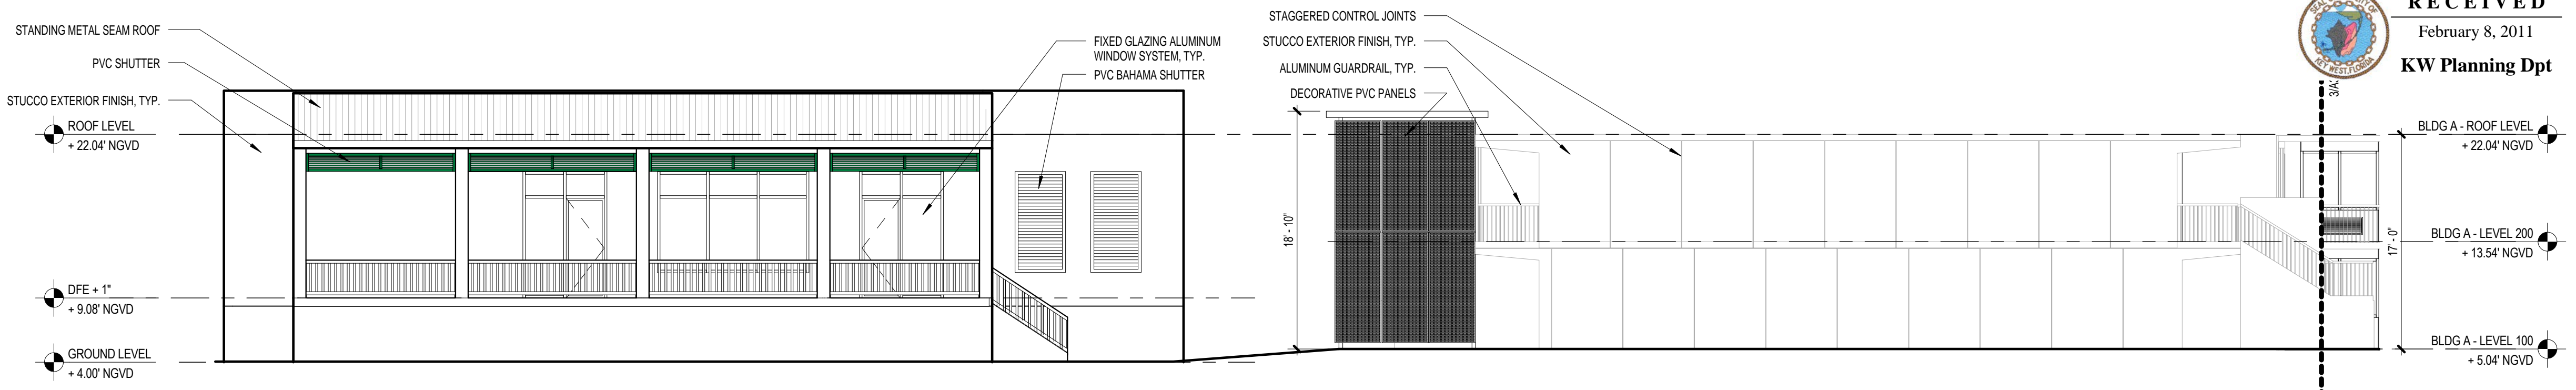 STANDING METAL SEAM ROOF
PVC SHUTTER
STUCCO EXTERIOR FINISH, TYP.
ROOF LEVEL
+ 22.04' NGVD
DFE + 1"
+ 9.08' NGVD
GROUND LEVEL
+ 4.00' NGVD
FIXED GLAZING ALUMINUM
WINDOW SYSTEM, TYP.
PVC BAHAMA SHUTTER
STAGGERED CONTROL JOINTS
STUCCO EXTERIOR FINISH, TYP.
ALUMINUM GUARDRAIL, TYP.
DECORATIVE PVC PANELS
18' - 10"
KEY WEST, FLORIDA
RECEIVED
February 8, 2011
KW Planning Dpt
17' - 0"
BLDG A - ROOF LEVEL
+ 22.04' NGVD
BLDG A - LEVEL 200
+ 13.54' NGVD
BLDG A - LEVEL 100
+ 5.04' NGVD